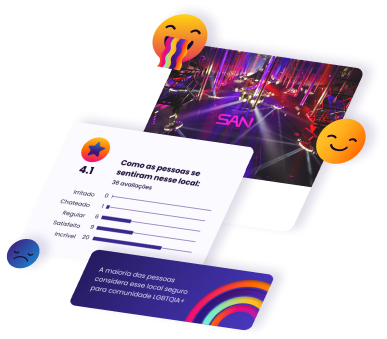 SAN
4.1
Como as pessoas se
sentiram nesse local:
36 avaliações
Irritado 0
Chateado 1
Regular 6
Satisfeito 9
Incrível 20
A maioria das pessoas
considera esse local seguro
para comunidade LGBTQIA+